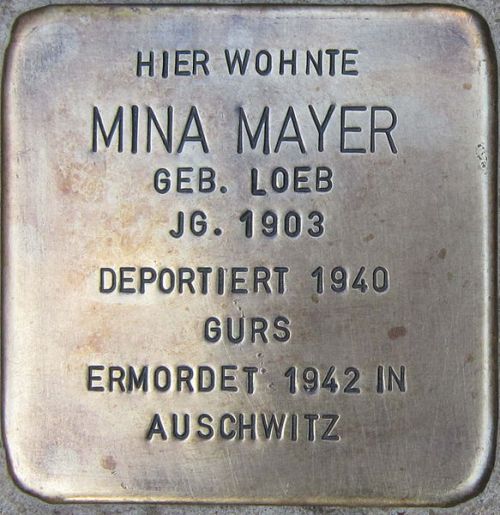 HIER WOHNTE
MINA MAYER
GEB. LOEB
JG. 1903
DEPORTIERT 1940
GURS
ERMORDET 1942 IN
AUSCHWITZ